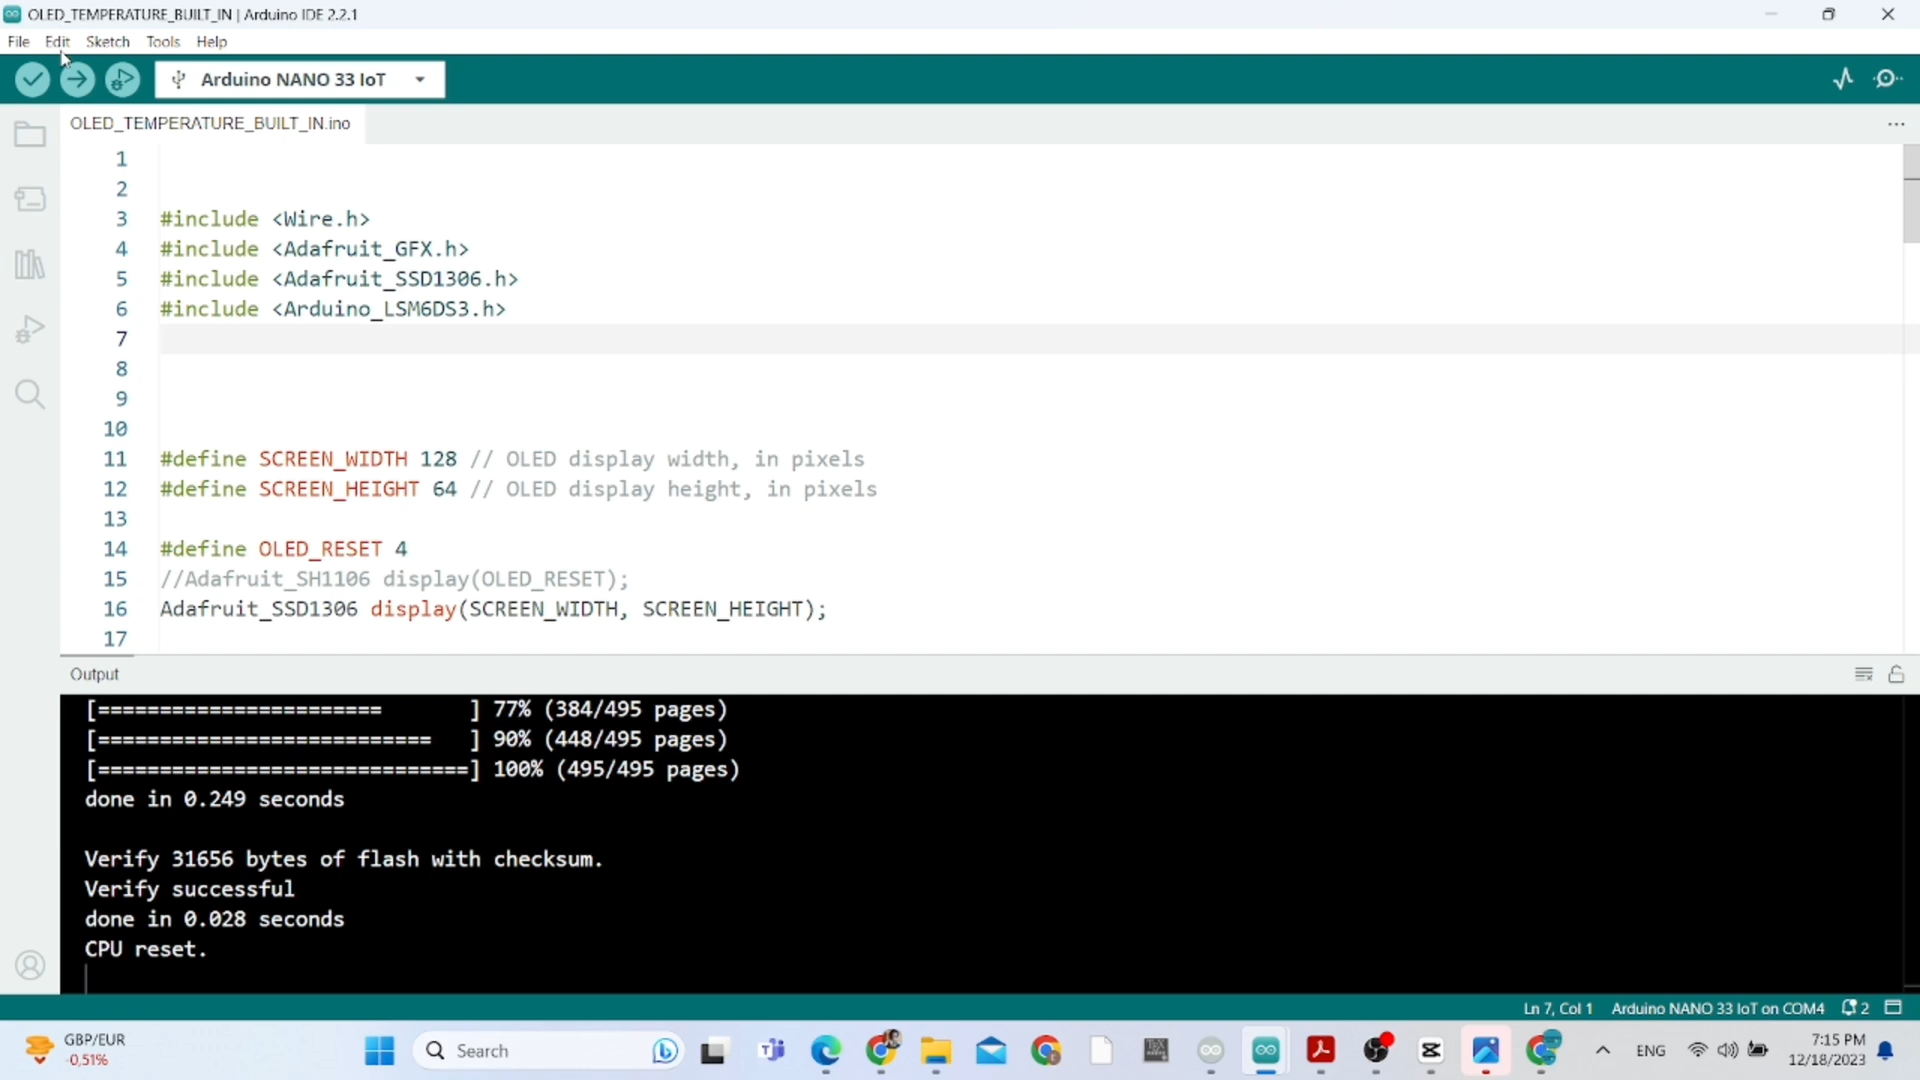 OLED_TEMPERATURE_BUILT_IN | Arduino IDE 2.2.1
File Edit Sketch Tools Help
Arduino NANO 33 IoT
OLED_TEMPERATURE_BUILT_IN.ino
1
2
3 #include <Wire.h>
4 #include <Adafruit_GFX.h>
5 #include <Adafruit_SSD1306.h>
6 #include <Arduino_LSM6DS3.h>
7
8
9
10
11 #define SCREEN_WIDTH 128 // OLED display width, in pixels
12 #define SCREEN_HEIGHT 64 // OLED display height, in pixels
13
14 #define OLED_RESET 4
15 //Adafruit_SH1106 display(OLED_RESET);
16 Adafruit_SSD1306 display(SCREEN_WIDTH, SCREEN_HEIGHT);
17
Output
[=======================       ] 77% (384/495 pages)
[===========================   ] 90% (448/495 pages)
[==============================] 100% (495/495 pages)
done in 0.249 seconds
Verify 31656 bytes of flash with checksum.
Verify successful
done in 0.028 seconds
CPU reset.
Ln 7, Col 1 Arduino NANO 33 IoT on COM4 2
GBP/EUR
-0,51%
Search
ENG
7:15 PM
12/18/2023